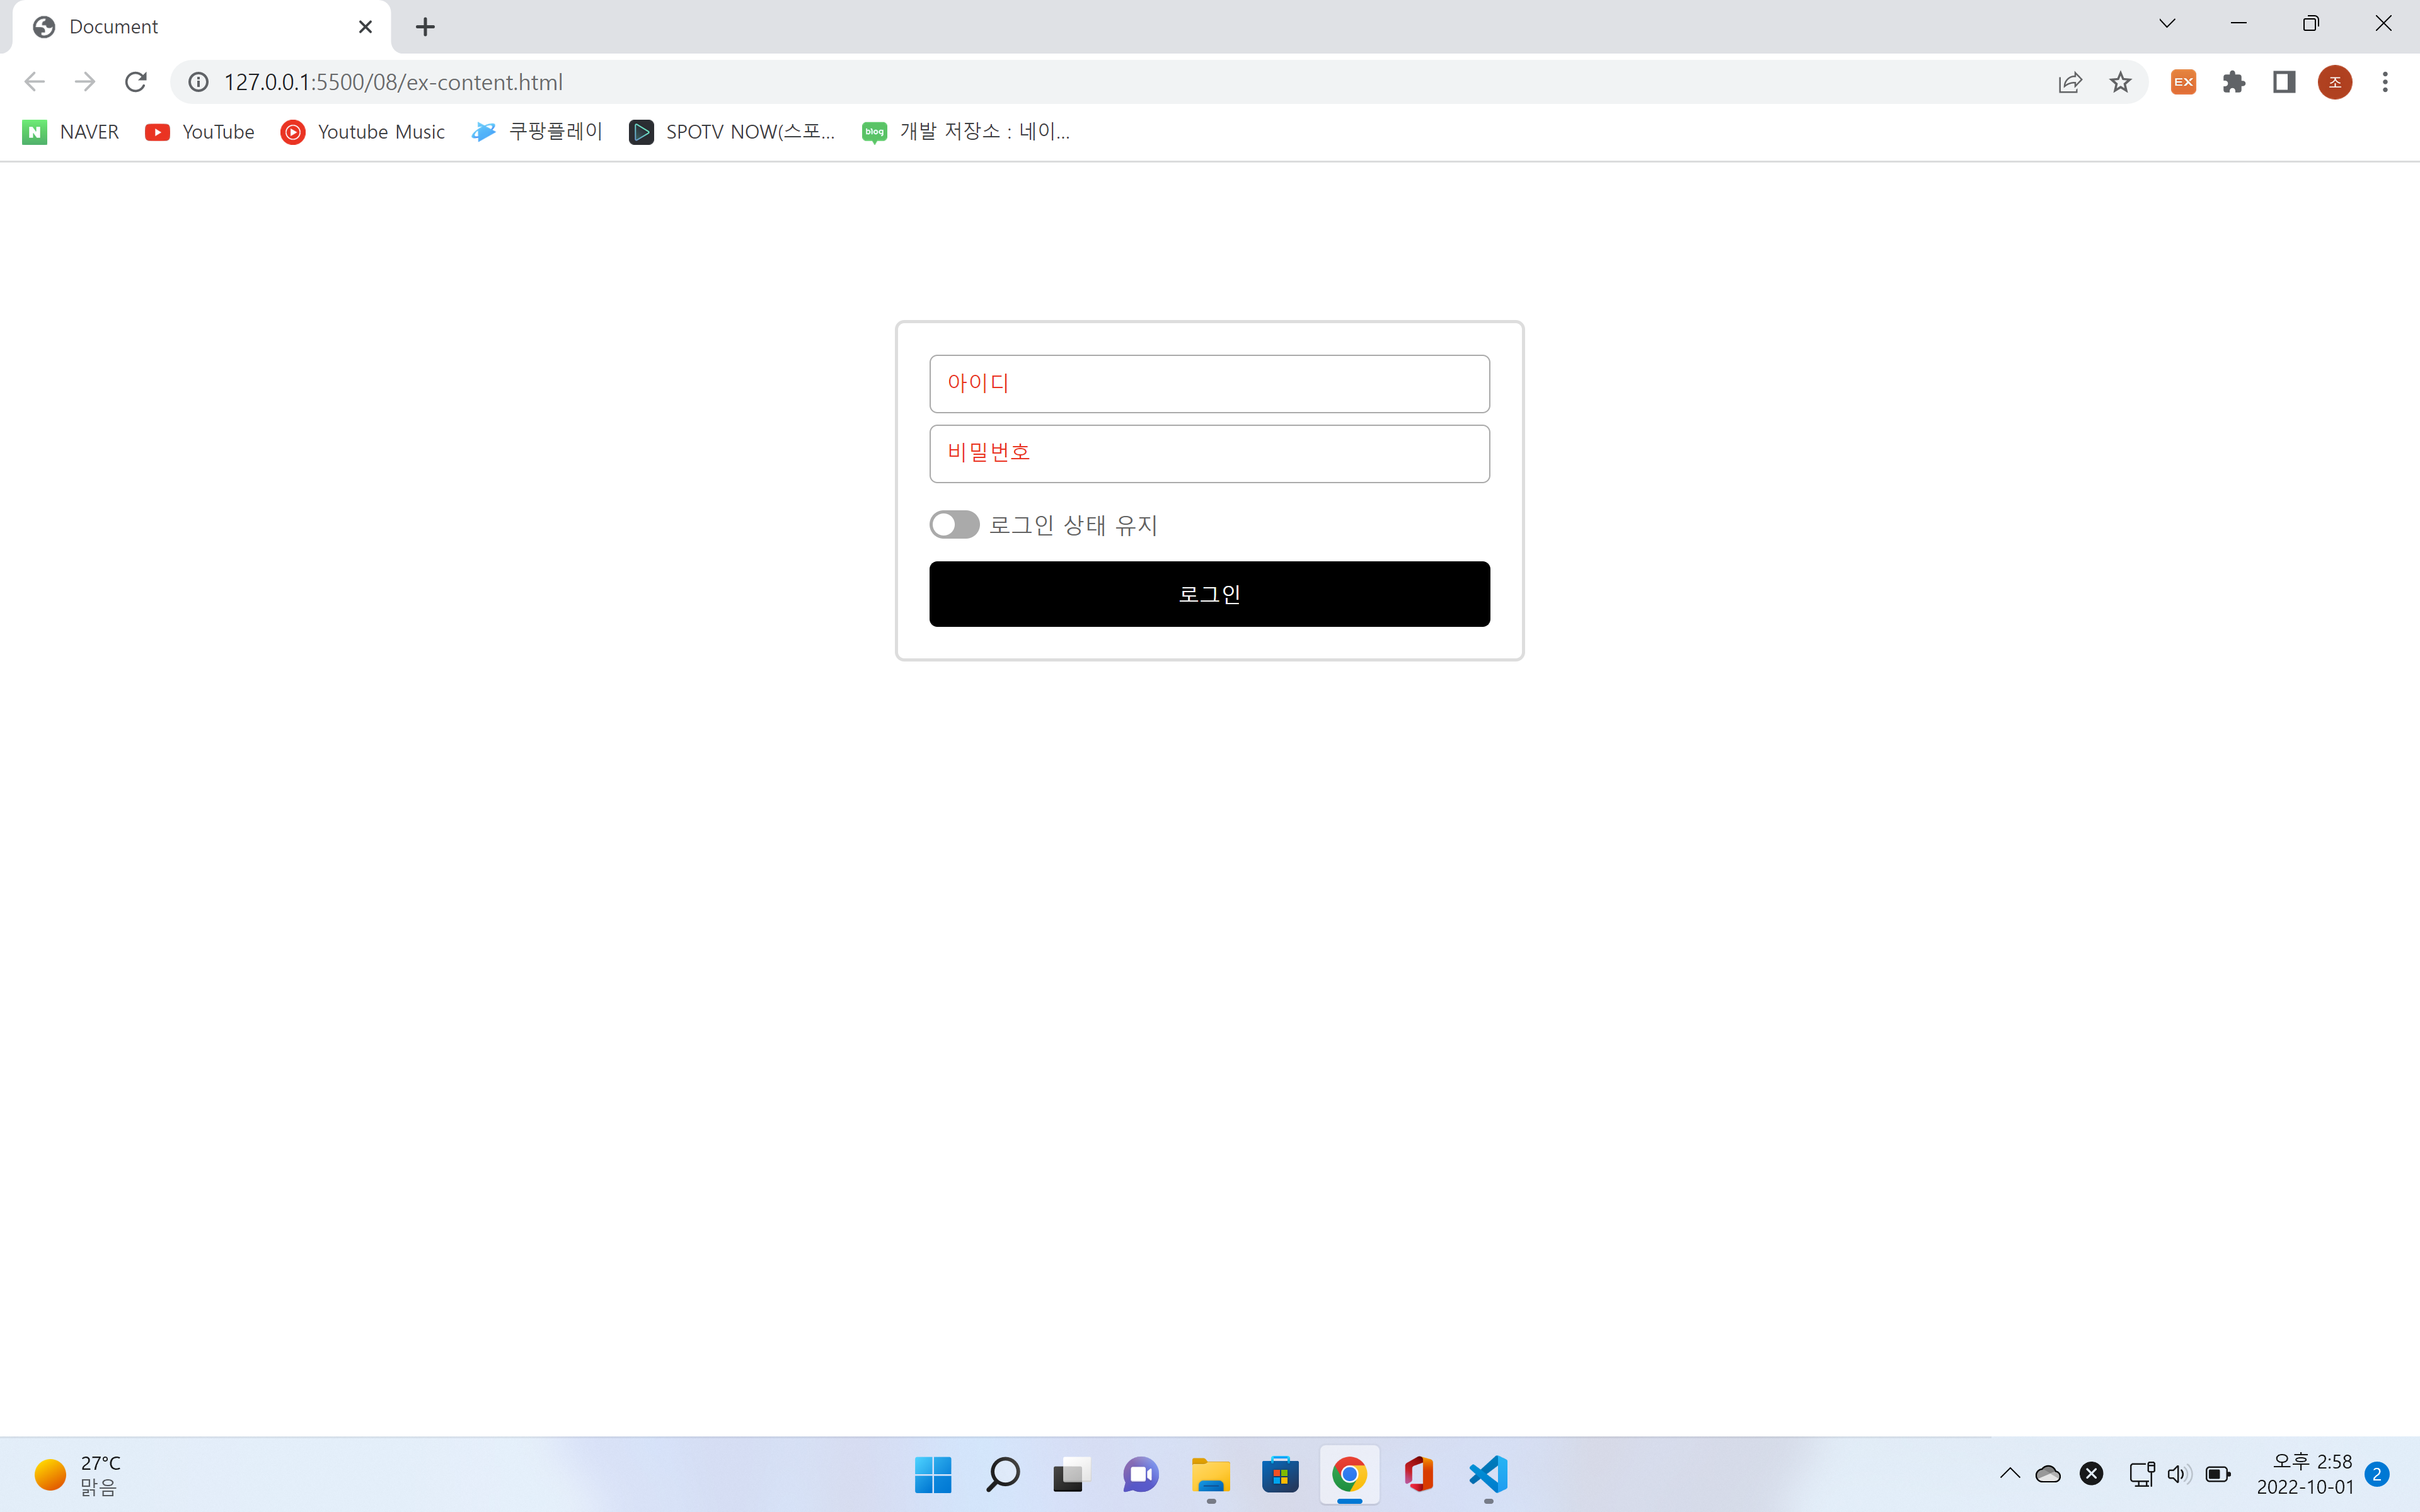 Document
127.0.0.1:5500/08/ex-content.html
EX
조
N NAVER YouTube Youtube Music 쿠팡플레이 SPOTV NOW(스포... blog 개발 저장소 : 네이...
아이디
비밀번호
로그인 상태 유지
로그인
27°C
맑음
오후 2:58
2022-10-01
2